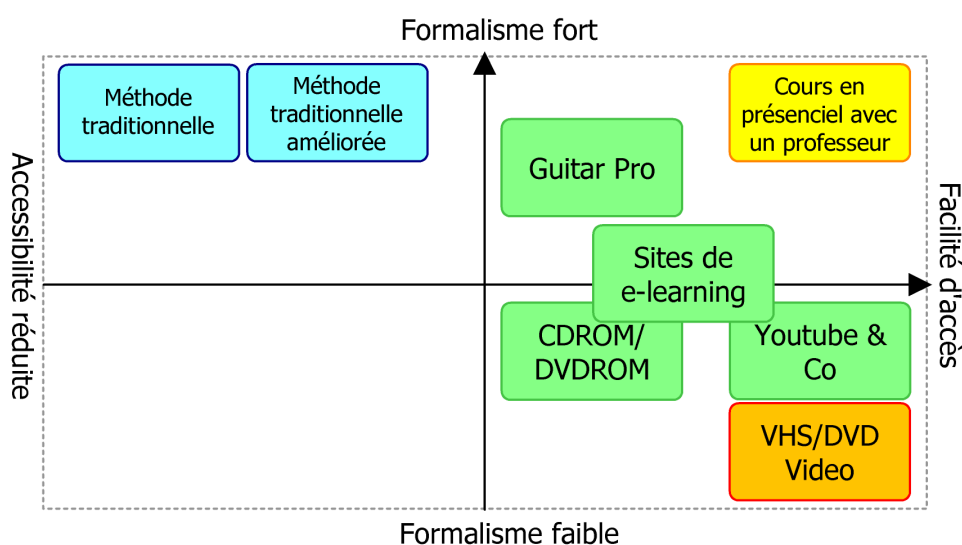 Formalisme fort
Méthode
traditionnelle
Méthode
traditionnelle
améliorée
Cours en
présenciel avec
un professeur
Guitar Pro
Accessibilité réduite
Facilité d'accès
Sites de
e-learning
CDROM/
DVDROM
Youtube &
Co
VHS/DVD
Video
Formalisme faible